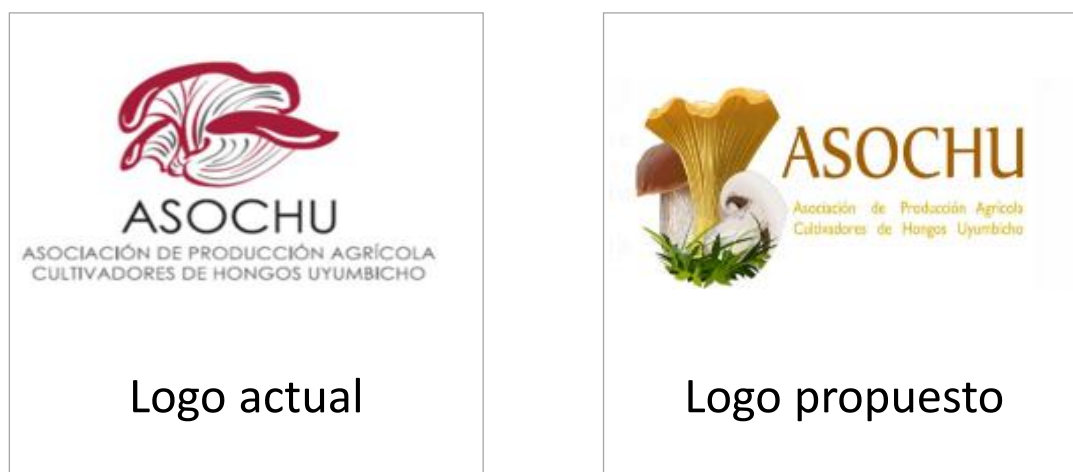 ASOCHU
ASOCIACIÓN DE PRODUCCIÓN AGRÍCOLA
CULTIVADORES DE HONGOS UYUMBICHO
Logo actual
ASOCHU
Asociación de Producción Agrícola
Cultivadores de Hongos Uyumbicho
Logo propuesto